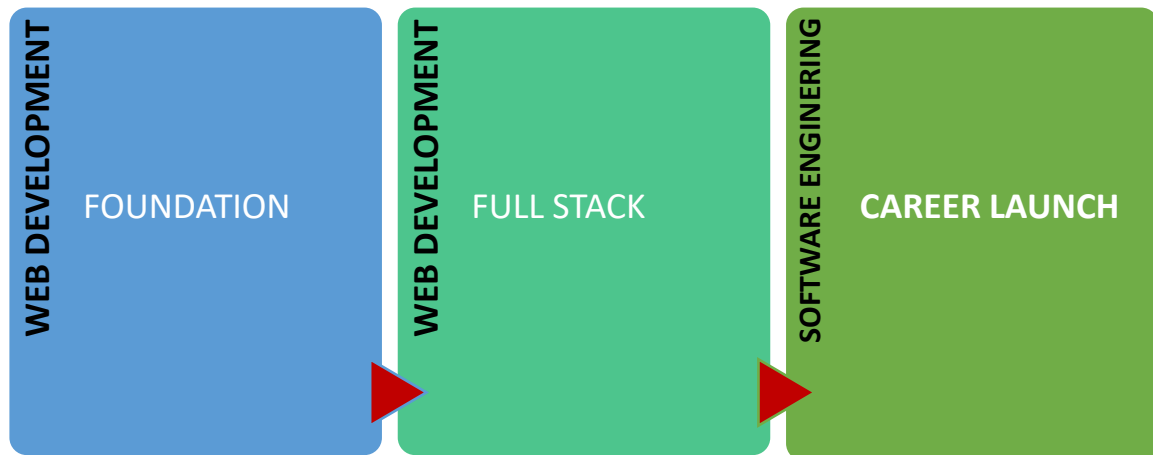 WEB DEVELOPMENT
FOUNDATION
WEB DEVELOPMENT
FULL STACK
SOFTWARE ENGINERING
CAREER LAUNCH